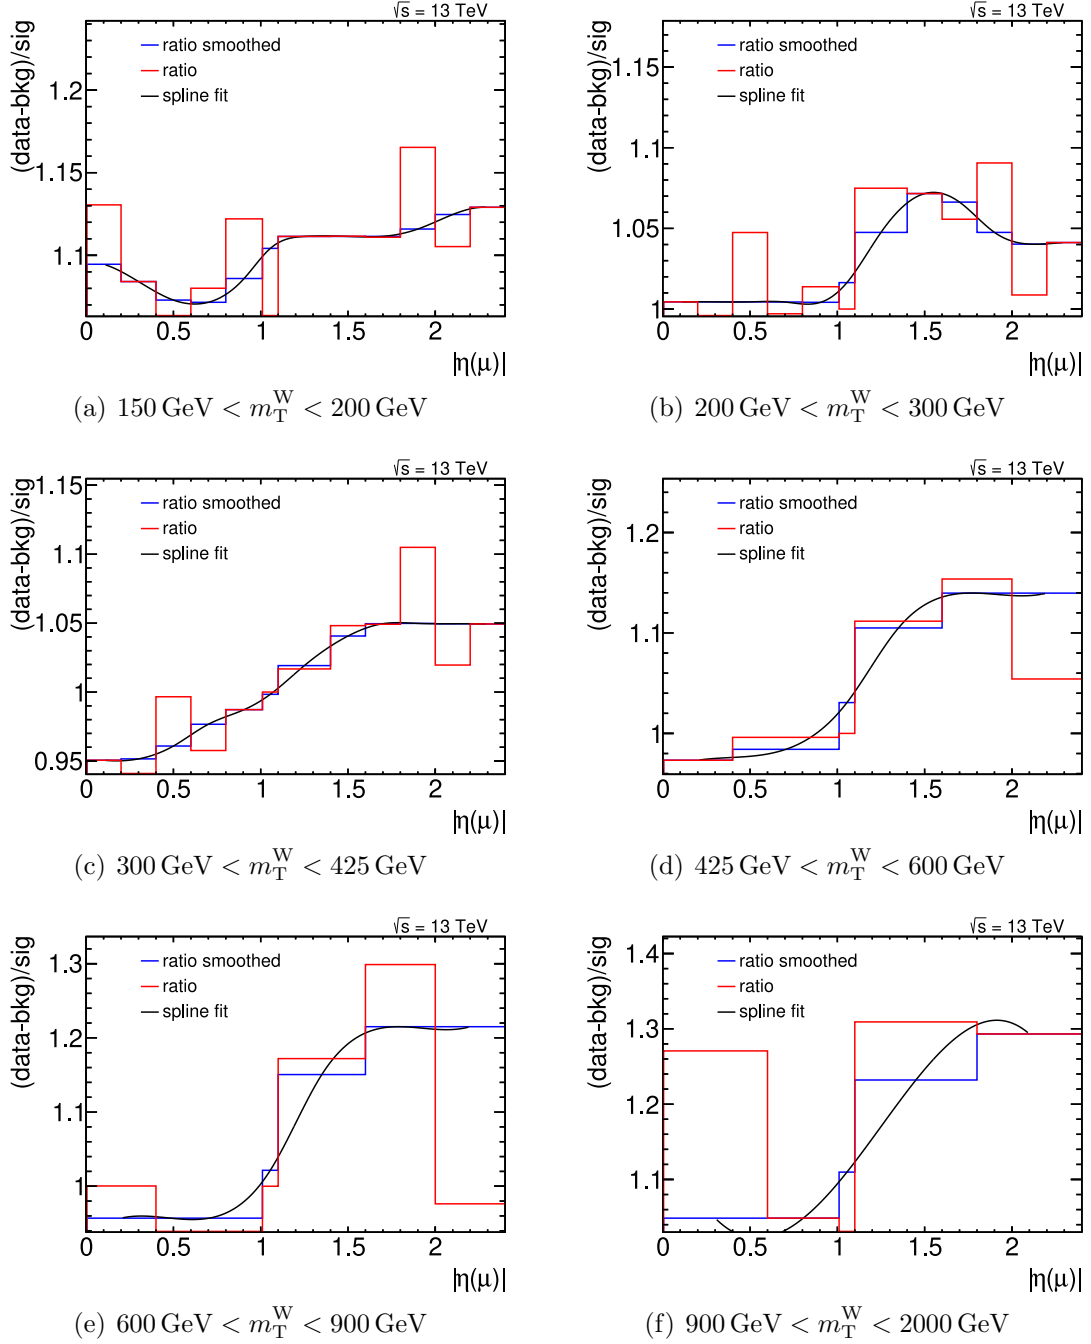 √s = 13 TeV
(data-bkg)/sig
ratio smoothed
ratio
spline fit
1.2
1.15
1.1
0 0.5 1 1.5 2
|η(μ)|
(a) 150 GeV < m_T^W < 200 GeV
√s = 13 TeV
(data-bkg)/sig
ratio smoothed
ratio
spline fit
1.15
1.1
1.05
1
0 0.5 1 1.5 2
|η(μ)|
(b) 200 GeV < m_T^W < 300 GeV
√s = 13 TeV
(data-bkg)/sig
ratio smoothed
ratio
spline fit
1.15
1.1
1.05
1
0.95
0 0.5 1 1.5 2
|η(μ)|
(c) 300 GeV < m_T^W < 425 GeV
√s = 13 TeV
(data-bkg)/sig
ratio smoothed
ratio
spline fit
1.2
1.1
1
0 0.5 1 1.5 2
|η(μ)|
(d) 425 GeV < m_T^W < 600 GeV
√s = 13 TeV
(data-bkg)/sig
ratio smoothed
ratio
spline fit
1.3
1.2
1.1
1
0 0.5 1 1.5 2
|η(μ)|
(e) 600 GeV < m_T^W < 900 GeV
√s = 13 TeV
(data-bkg)/sig
ratio smoothed
ratio
spline fit
1.4
1.3
1.2
1.1
0 0.5 1 1.5 2
|η(μ)|
(f) 900 GeV < m_T^W < 2000 GeV